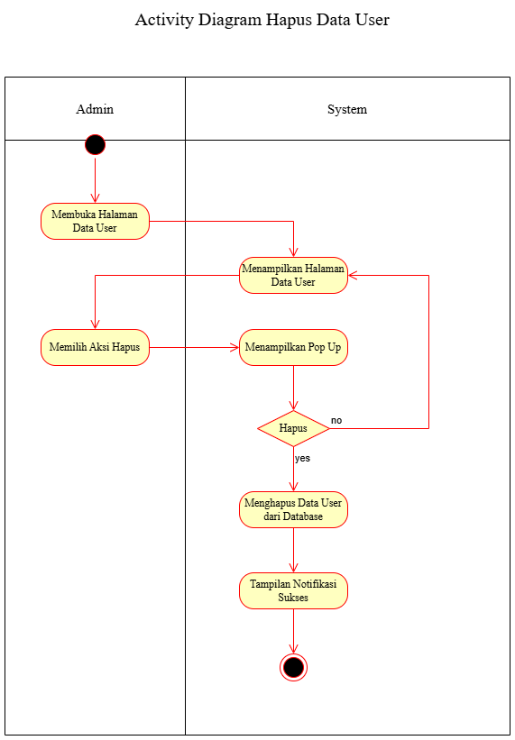 Activity Diagram Hapus Data User
Admin
System
Membuka Halaman
Data User
Menampilkan Halaman
Data User
Memilih Aksi Hapus
Menampilkan Pop Up
Hapus
no
yes
Menghapus Data User
dari Database
Tampilan Notifikasi
Sukses